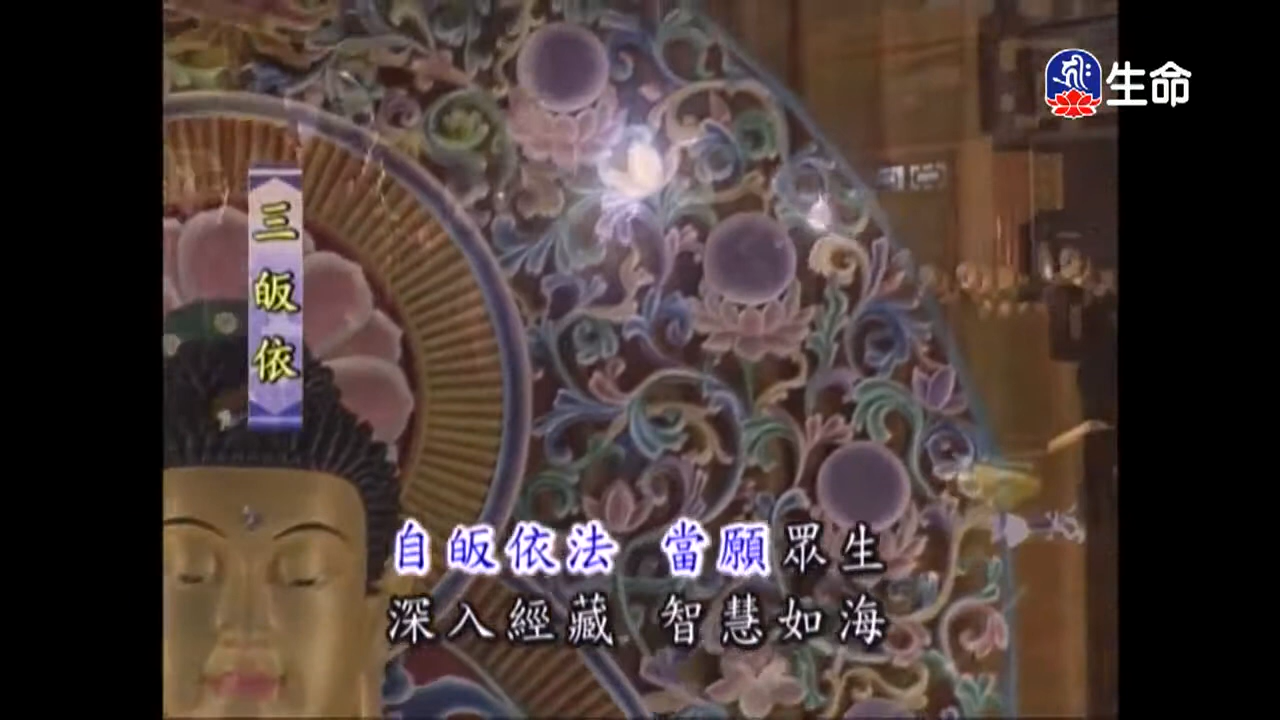 生命
三皈依
自皈依法 當願眾生
深入經藏 智慧如海